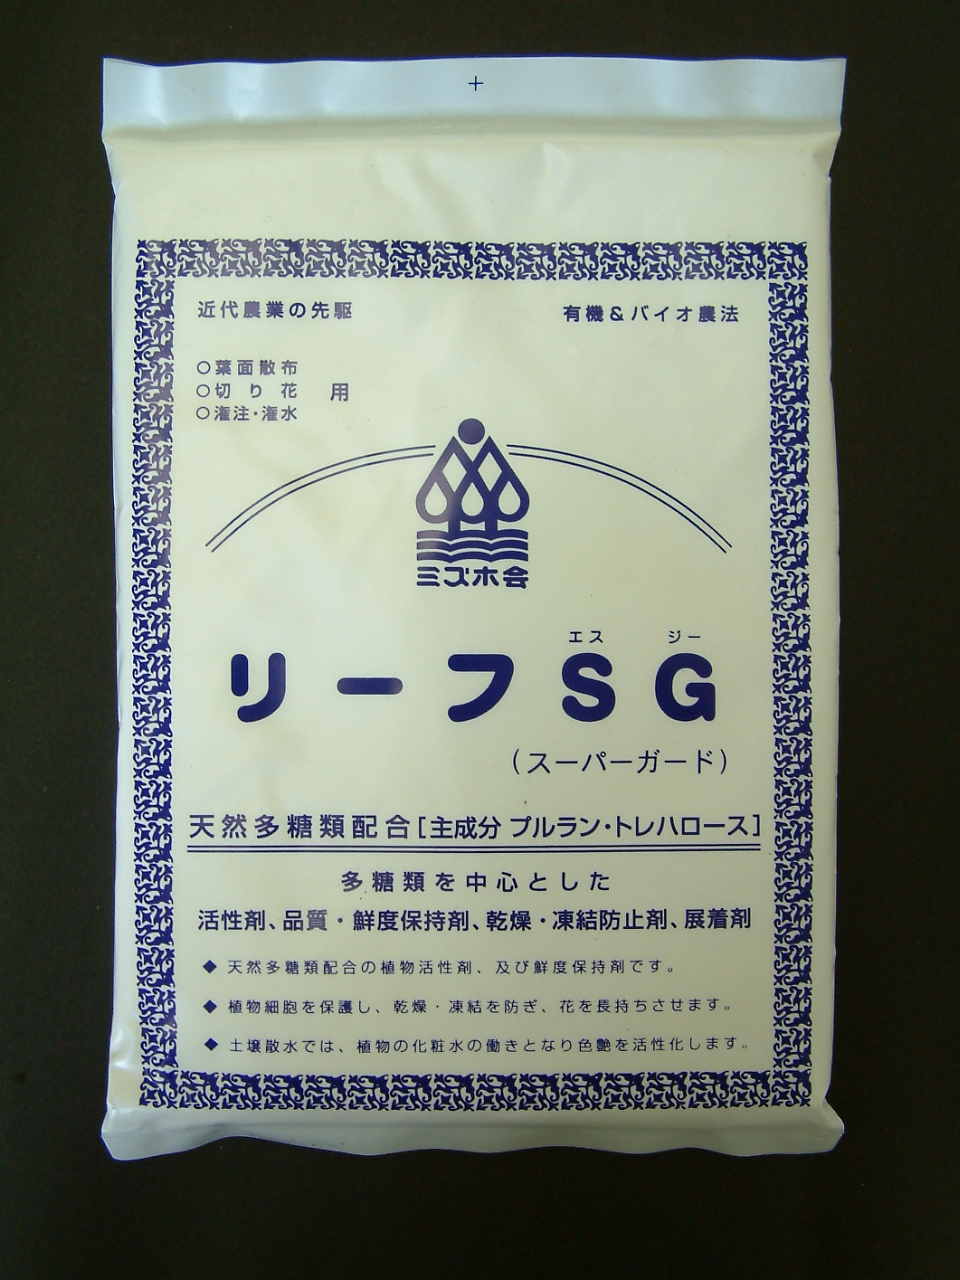 近代農業の先駆
有機&バイオ農法
○葉面散布
○切り花 用
○潅注・潅水
ミズホ会
エス ジー
リーフSG
(スーパーガード)
天然多糖類配合[主成分 プルラン・トレハロース]
多糖類を中心とした
活性剤、品質・鮮度保持剤、乾燥・凍結防止剤、展着剤
◆ 天然多糖類配合の植物活性剤、及び鮮度保持剤です。
◆ 植物細胞を保護し、乾燥・凍結を防ぎ、花を長持ちさせます。
◆ 土壌散水では、植物の化粧水の働きとなり色艶を活性化します。